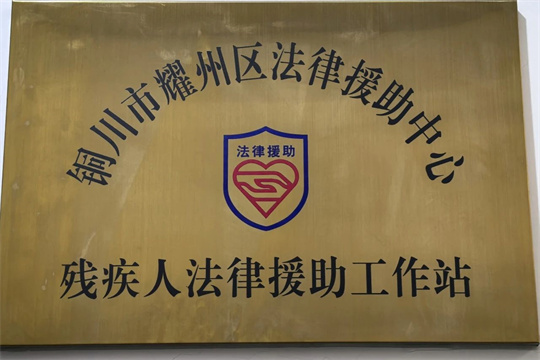 铜川市耀州区法律援助中心
法律援助
残疾人法律援助工作站